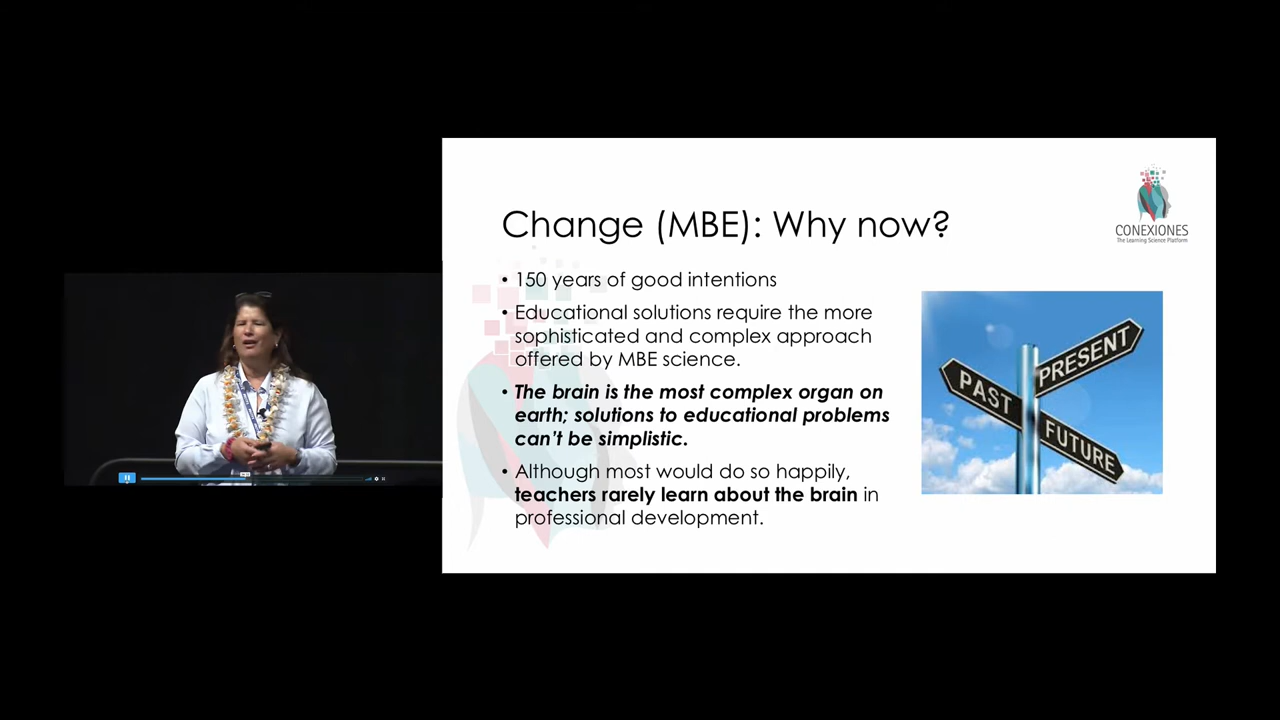 Change (MBE): Why now?
CONEXIONES
The Learning Science Platform
• 150 years of good intentions
• Educational solutions require the more
sophisticated and complex approach
offered by MBE science.
• The brain is the most complex organ on
earth; solutions to educational problems
can't be simplistic.
• Although most would do so happily,
teachers rarely learn about the brain in
professional development.
PAST
PRESENT
FUTURE